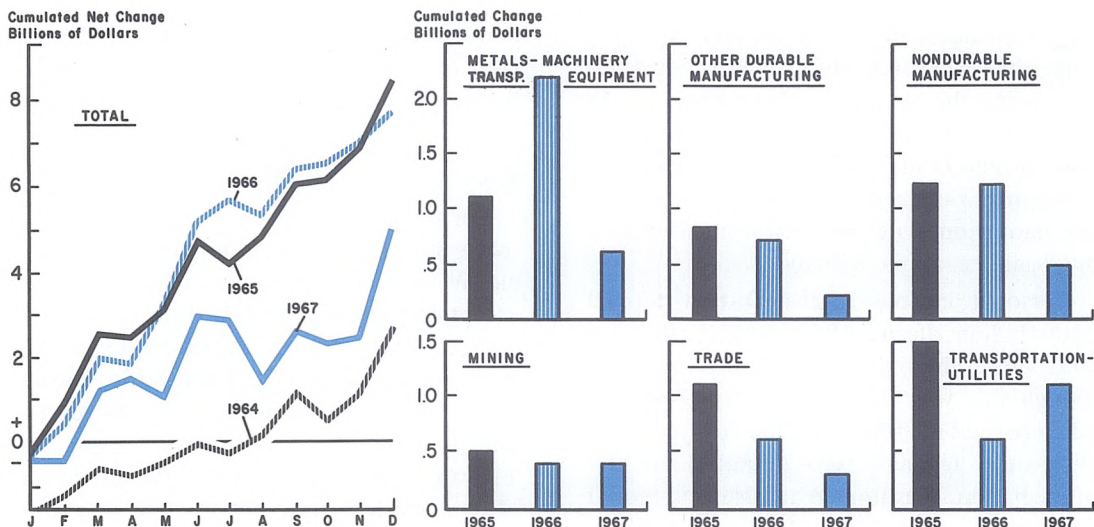 Cumulated Net Change
Billions of Dollars
8
6
4
2
+
0
−
TOTAL
1966
1965
1967
1964
J F M A M J J A S O N D
Cumulated Change
Billions of Dollars
METALS-MACHINERY
TRANSP. EQUIPMENT
2.0
1.5
1.0
.5
0
OTHER DURABLE
MANUFACTURING
NONDURABLE
MANUFACTURING
1.5
1.0
.5
0
MINING
1965 1966 1967
TRADE
1965 1966 1967
TRANSPORTATION-
UTILITIES
1965 1966 1967